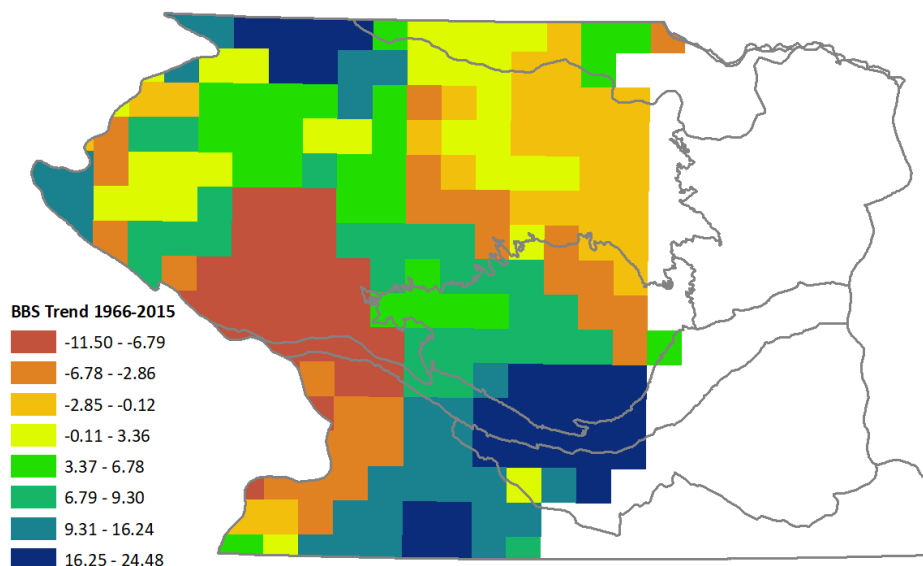 BBS Trend 1966-2015
-11.50 - -6.79
-6.78 - -2.86
-2.85 - -0.12
-0.11 - 3.36
3.37 - 6.78
6.79 - 9.30
9.31 - 16.24
16.25 - 24.48